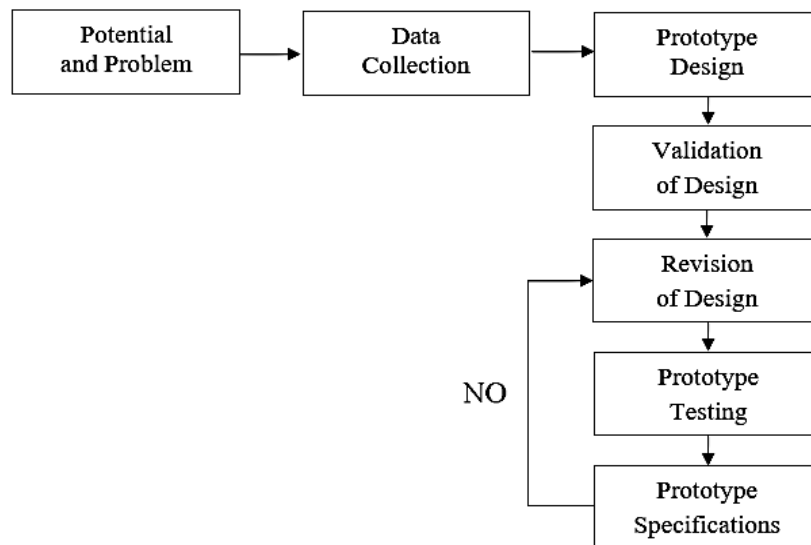 Potential
and Problem
Data
Collection
Prototype
Design
Validation
of Design
Revision
of Design
NO
Prototype
Testing
Prototype
Specifications